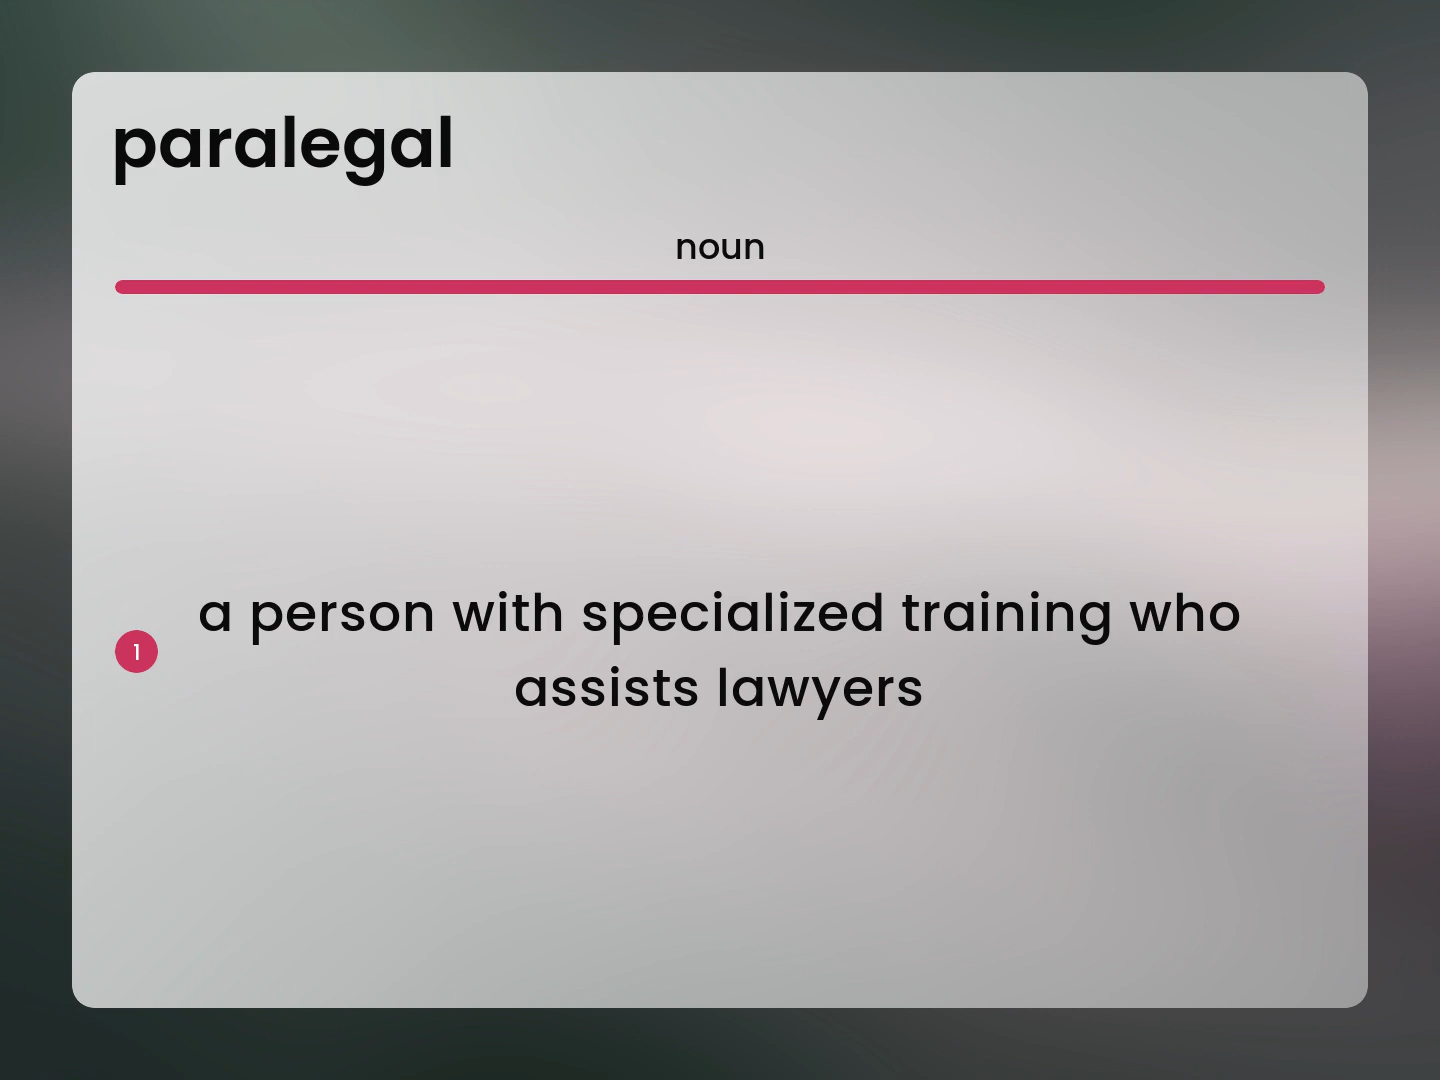 paralegal
noun
1
a person with specialized training who
assists lawyers